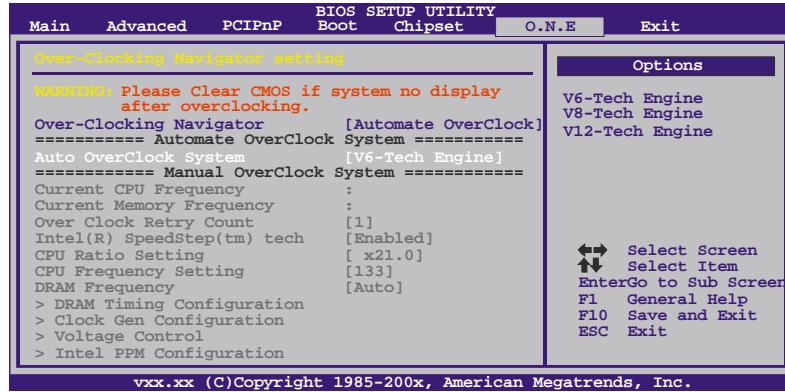 BIOS SETUP UTILITY
Main Advanced PCIPnP Boot Chipset O.N.E Exit
Over-Clocking Navigator setting
WARNING: Please Clear CMOS if system no display
after overclocking.
Over-Clocking Navigator [Automate OverClock]
=========== Automate OverClock System ===========
Auto OverClock System [V6-Tech Engine]
============ Manual OverClock System ============
Current CPU Frequency :
Current Memory Frequency :
Over Clock Retry Count [1]
Intel(R) SpeedStep(tm) tech [Enabled]
CPU Ratio Setting [ x21.0]
CPU Frequency Setting [133]
DRAM Frequency [Auto]
> DRAM Timing Configuration
> Clock Gen Configuration
> Voltage Control
> Intel PPM Configuration
Options
V6-Tech Engine
V8-Tech Engine
V12-Tech Engine
Select Screen
Select Item
EnterGo to Sub Screen
F1 General Help
F10 Save and Exit
ESC Exit
vxx.xx (C)Copyright 1985-200x, American Megatrends, Inc.